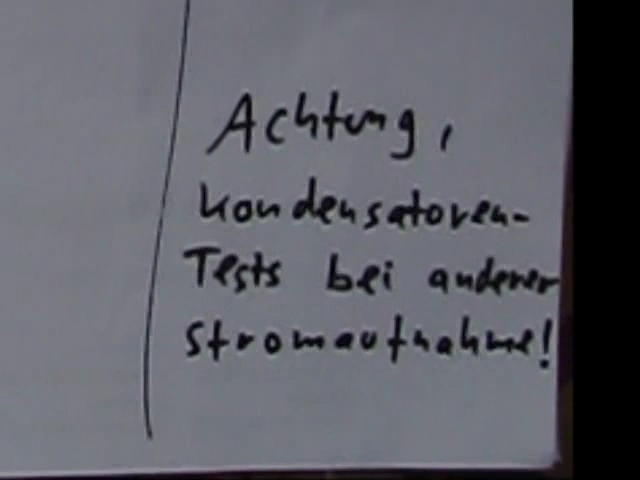 Achtung,
Kondensatoren-
Tests bei anderer
Stromaufnahme!